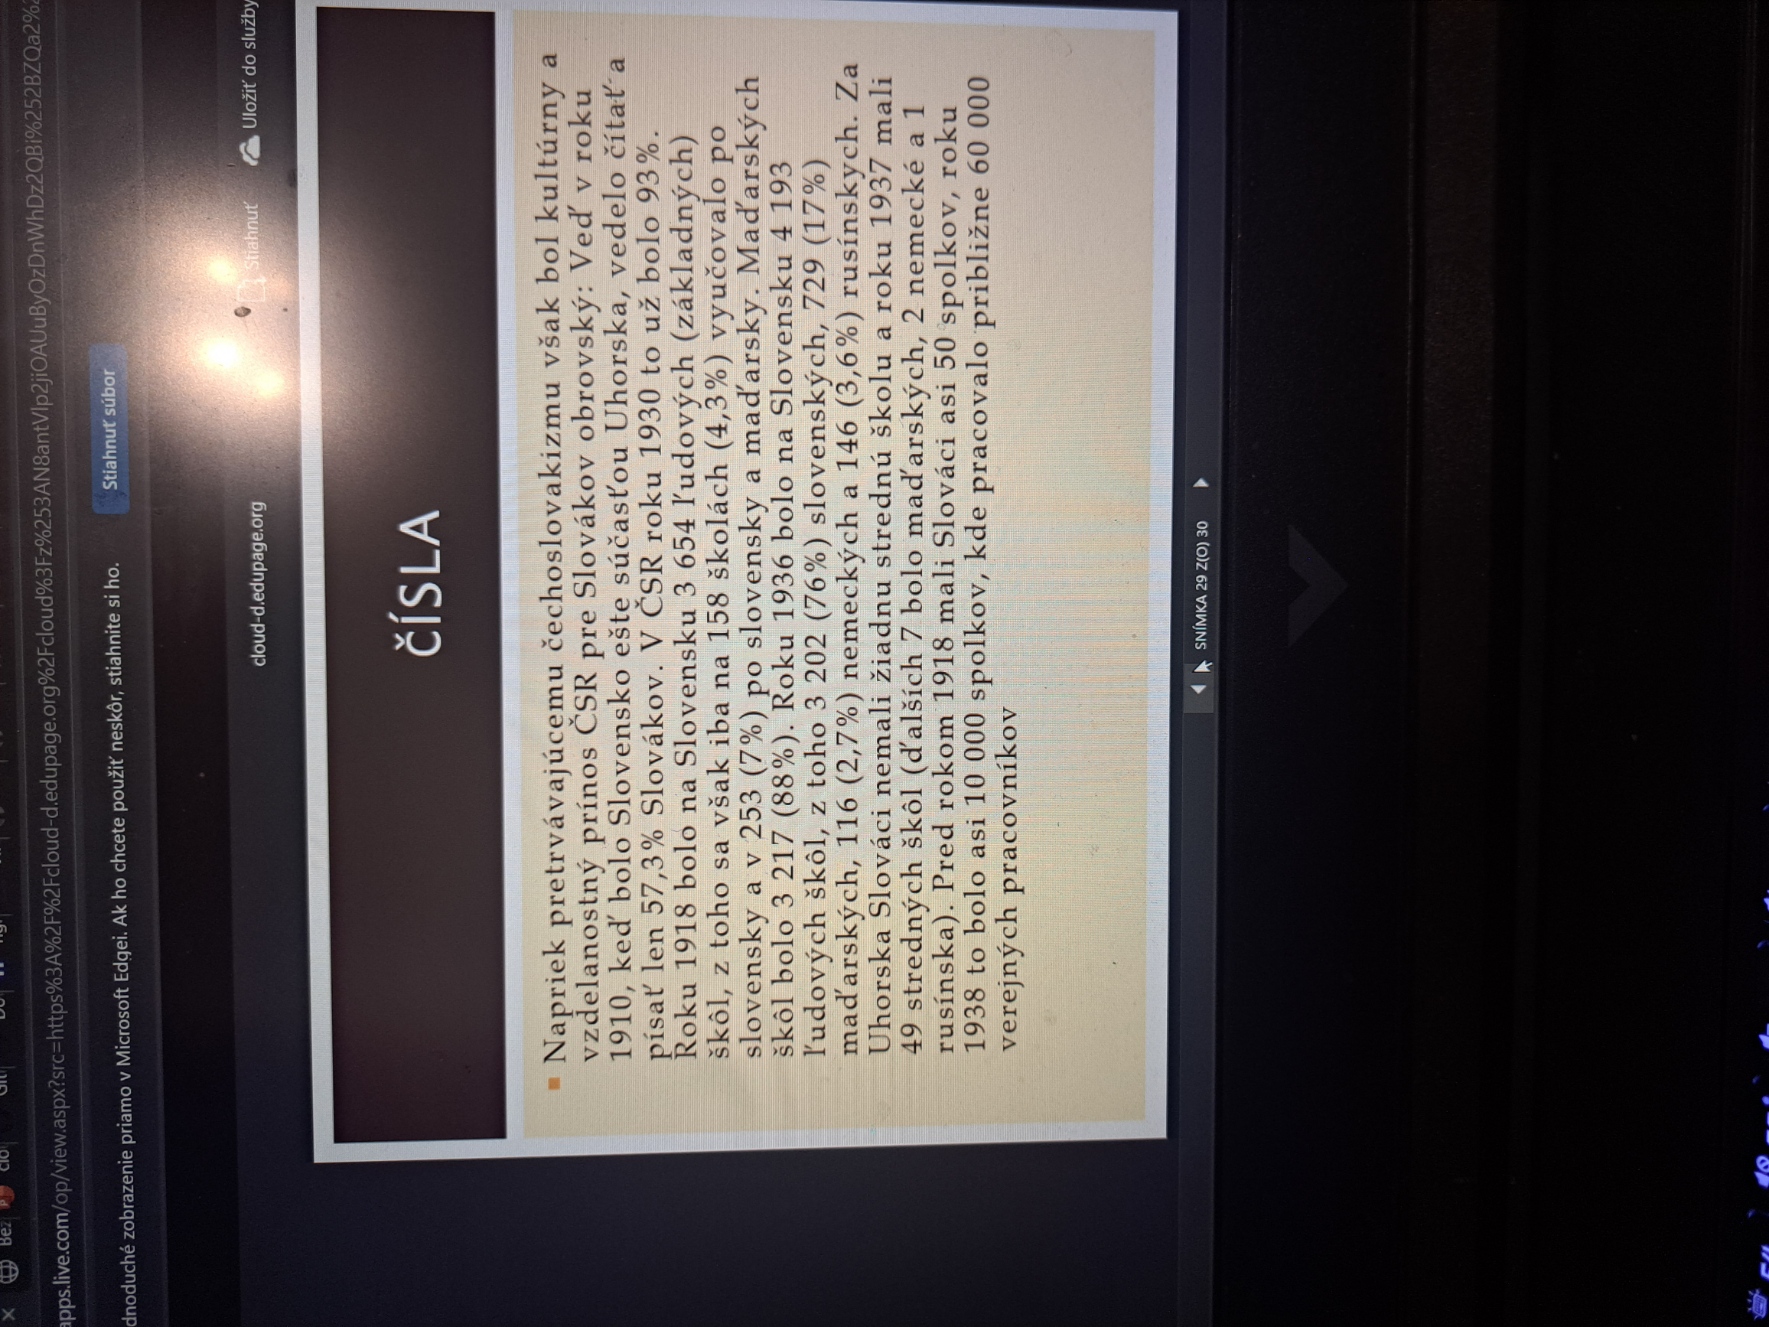 Bez
apps.live.com/op/view.aspx?src=https%3A%2F%2Fcloud-d.edupage.org%2Fcloud%3Fz%253AN8antVlp2jiOAUuByOzDnWhDz2QBi%252BZQa2%2
dnoduché zobrazenie priamo v Microsoft Edgei. Ak ho chcete použiť neskôr, stiahnite si ho.
Stiahnuť súbor
cloud-d.edupage.org
Stiahnuť
Uložiť do služby
ČÍSLA
Napriek pretrvávajúcemu čechoslovakizmu však bol kultúrny a
vzdelanostný prínos ČSR pre Slovákov obrovský: Veď v roku
1910, keď bolo Slovensko ešte súčasťou Uhorska, vedelo čítať a
písať len 57,3% Slovákov. V ČSR roku 1930 to už bolo 93%.
Roku 1918 bolo na Slovensku 3 654 ľudových (základných)
škôl, z toho sa však iba na 158 školách (4,3%) vyučovalo po
slovensky a v 253 (7%) po slovensky a maďarsky. Maďarských
škôl bolo 3 217 (88%). Roku 1936 bolo na Slovensku 4 193
ľudových škôl, z toho 3 202 (76%) slovenských, 729 (17%)
maďarských, 116 (2,7%) nemeckých a 146 (3,6%) rusínskych. Za
Uhorska Slováci nemali žiadnu strednú školu a roku 1937 mali
49 stredných škôl (ďalších 7 bolo maďarských, 2 nemecké a 1
rusínska). Pred rokom 1918 mali Slováci asi 50 spolkov, roku
1938 to bolo asi 10 000 spolkov, kde pracovalo približne 60 000
verejných pracovníkov
SNÍMKA 29 Z(O) 30